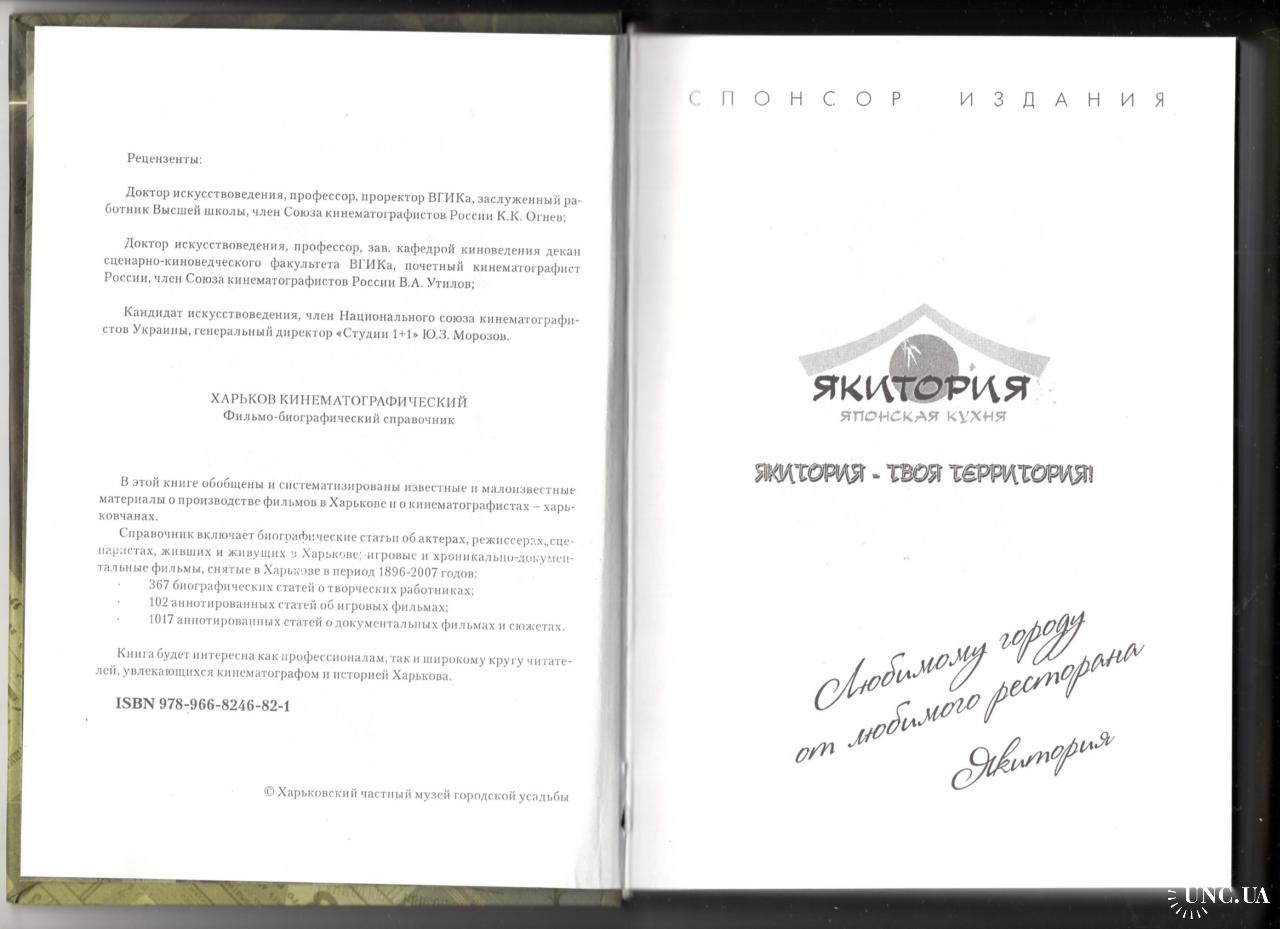 Рецензенты:
Доктор искусствоведения, профессор, проректор ВГИКа, заслуженный ра-
ботник Высшей школы, член Союза кинематографистов России К.К. Огнев;
Доктор искусствоведения, профессор, зав. кафедрой киноведения декан
сценарно-киноведческого факультета ВГИКа, почетный кинематографист
России, член Союза кинематографистов России В.А. Утилов;
Кандидат искусствоведения, член Национального союза кинематографи-
стов Украины, генеральный директор «Студии 1+1» Ю.З. Морозов.
ХАРЬКОВ КИНЕМАТОГРАФИЧЕСКИЙ
Фильмо-биографический справочник
В этой книге обобщены и систематизированы известные и малоизвестные
материалы о производстве фильмов в Харькове и о кинематографистах – харь-
ковчанах.
Справочник включает биографические статьи об актерах, режиссерах, сце-
наристах, живших и живущих в Харькове; игровые и хроникально-докумен-
тальные фильмы, снятые в Харькове в период 1896-2007 годов:
· 367 биографических статей о творческих работниках;
· 102 аннотированных статей об игровых фильмах;
· 1017 аннотированных статей о документальных фильмах и сюжетах.
Книга будет интересна как профессионалам, так и широкому кругу читате-
лей, увлекающихся кинематографом и историей Харькова.
ISBN 978-966-8246-82-1
© Харьковский частный музей городской усадьбы
СПОНСОР ИЗДАНИЯ
ЯКИТОРИЯ
ЯПОНСКАЯ КУХНЯ
ЯКИТОРИЯ - ТВОЯ ТЕРРИТОРИЯ!
Любимому городу
от любимого ресторана
Якитория
UNC.UA